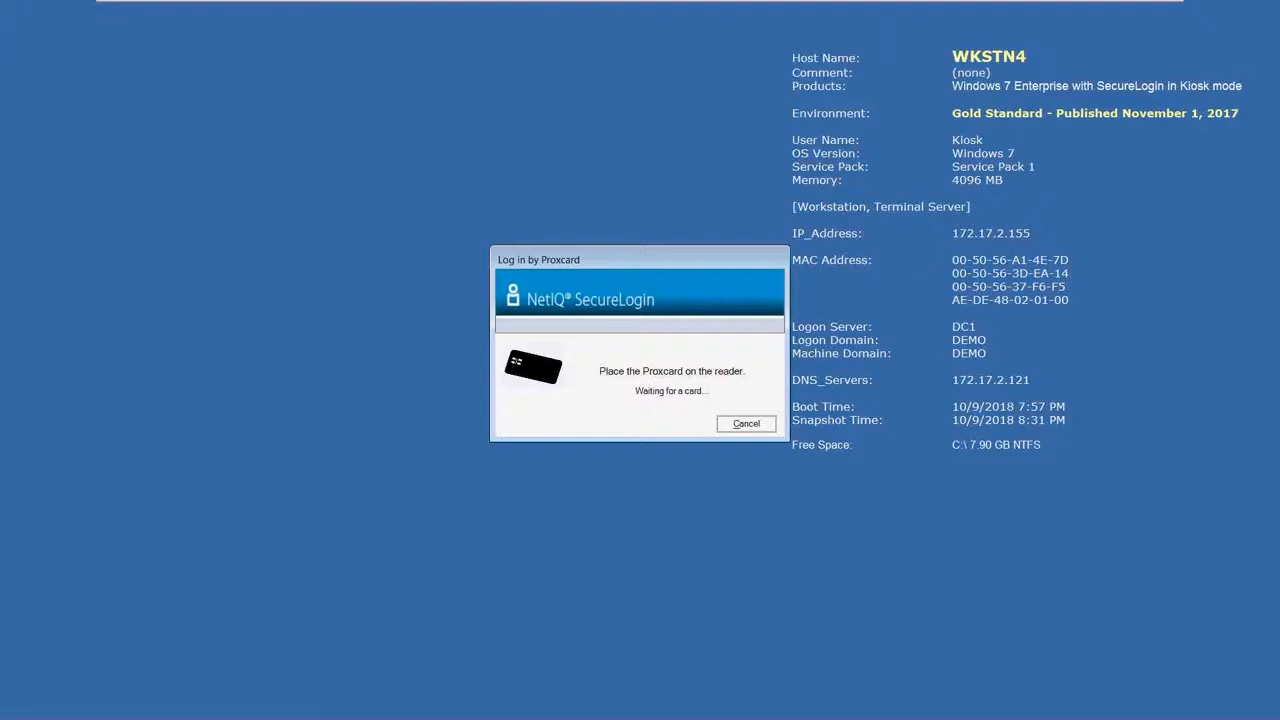 Host Name: WKSTN4
Comment: (none)
Products: Windows 7 Enterprise with SecureLogin in Kiosk mode
Environment: Gold Standard - Published November 1, 2017
User Name: Kiosk
OS Version: Windows 7
Service Pack: Service Pack 1
Memory: 4096 MB
[Workstation, Terminal Server]
IP_Address: 172.17.2.155
MAC Address: 00-50-56-A1-4E-7D
00-50-56-3D-EA-14
00-50-56-37-F6-F5
AE-DE-48-02-01-00
Logon Server: DC1
Logon Domain: DEMO
Machine Domain: DEMO
DNS_Servers: 172.17.2.121
Boot Time: 10/9/2018 7:57 PM
Snapshot Time: 10/9/2018 8:31 PM
Free Space: C:\ 7.90 GB NTFS
Log in by Proxcard
NetIQ® SecureLogin
Place the Proxcard on the reader.
Waiting for a card...
Cancel